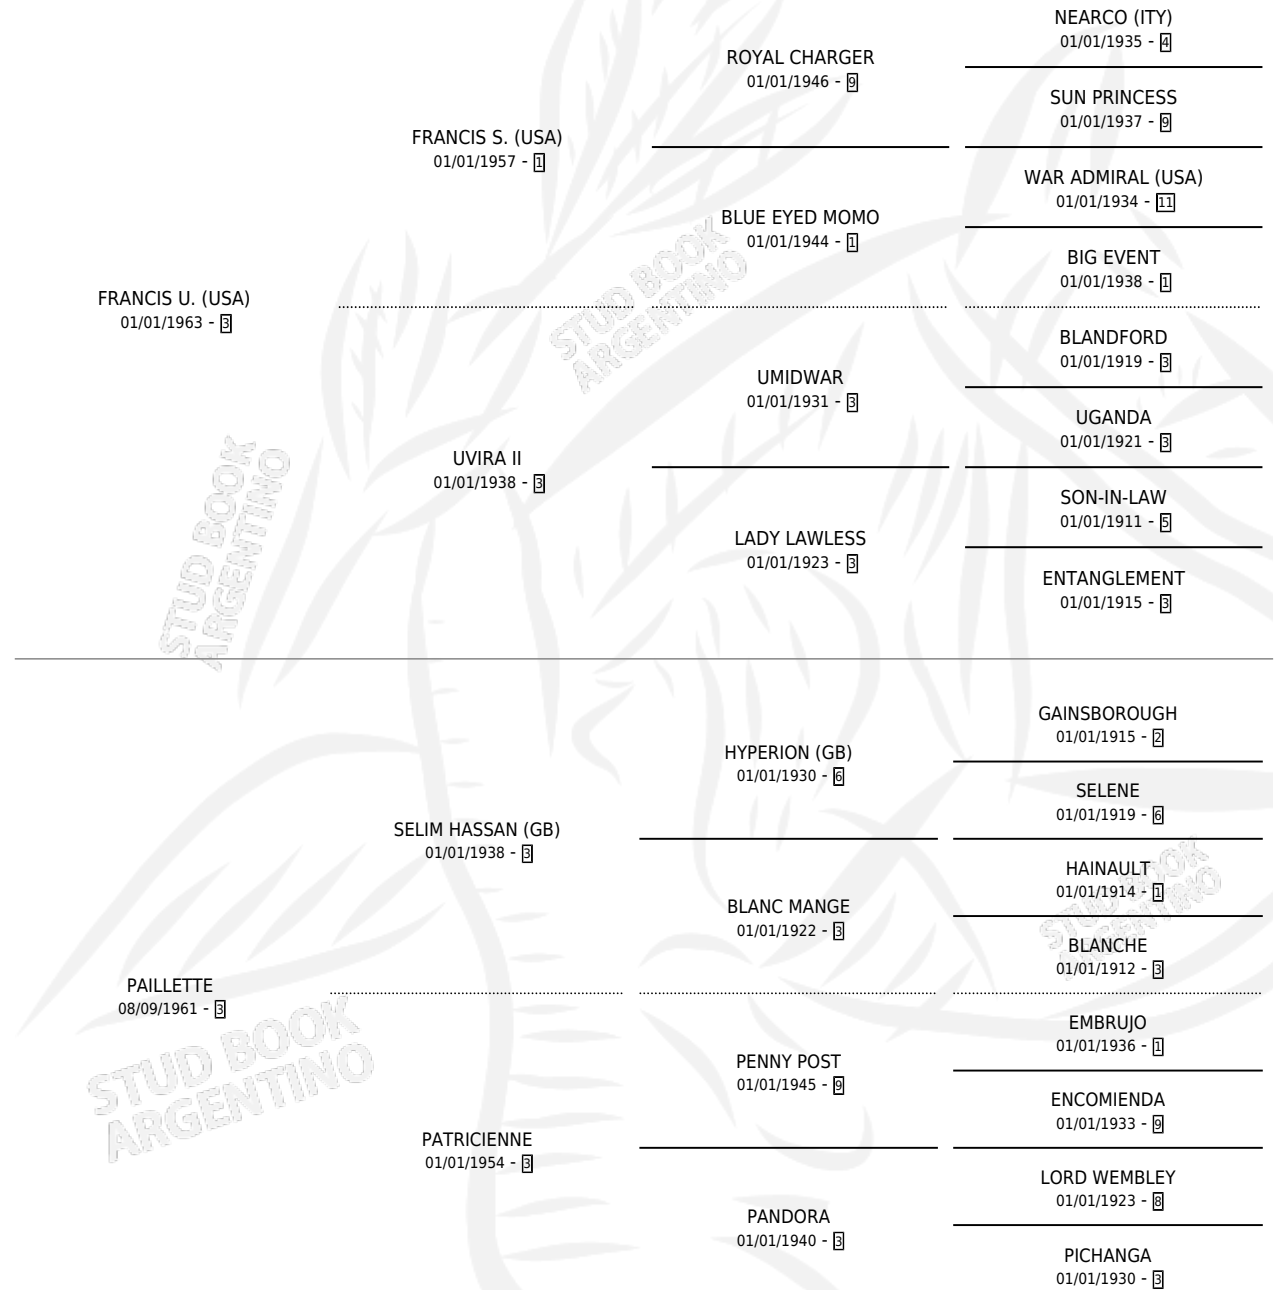 NEARCO (ITY)
01/01/1935 - 4
ROYAL CHARGER
01/01/1946 - 9
SUN PRINCESS
01/01/1937 - 9
FRANCIS S. (USA)
01/01/1957 - 1
WAR ADMIRAL (USA)
01/01/1934 - 11
BLUE EYED MOMO
01/01/1944 - 1
BIG EVENT
01/01/1938 - 1
FRANCIS U. (USA)
01/01/1963 - 3
BLANDFORD
01/01/1919 - 3
UMIDWAR
01/01/1931 - 3
UGANDA
01/01/1921 - 3
UVIRA II
01/01/1938 - 3
SON-IN-LAW
01/01/1911 - 5
LADY LAWLESS
01/01/1923 - 3
ENTANGLEMENT
01/01/1915 - 3
GAINSBOROUGH
01/01/1915 - 2
HYPERION (GB)
01/01/1930 - 6
SELENE
01/01/1919 - 6
SELIM HASSAN (GB)
01/01/1938 - 3
HAINAULT
01/01/1914 - 1
BLANC MANGE
01/01/1922 - 3
BLANCHE
01/01/1912 - 3
PAILLETTE
08/09/1961 - 3
EMBRUJO
01/01/1936 - 1
PENNY POST
01/01/1945 - 9
ENCOMIENDA
01/01/1933 - 9
PATRICIENNE
01/01/1954 - 3
LORD WEMBLEY
01/01/1923 - 8
PANDORA
01/01/1940 - 3
PICHANGA
01/01/1930 - 3
STUD BOOK
ARGENTINO
STUD BOOK
ARGENTINO
STUD BOOK
ARGENTINO
STUD BOOK
ARGENTINO